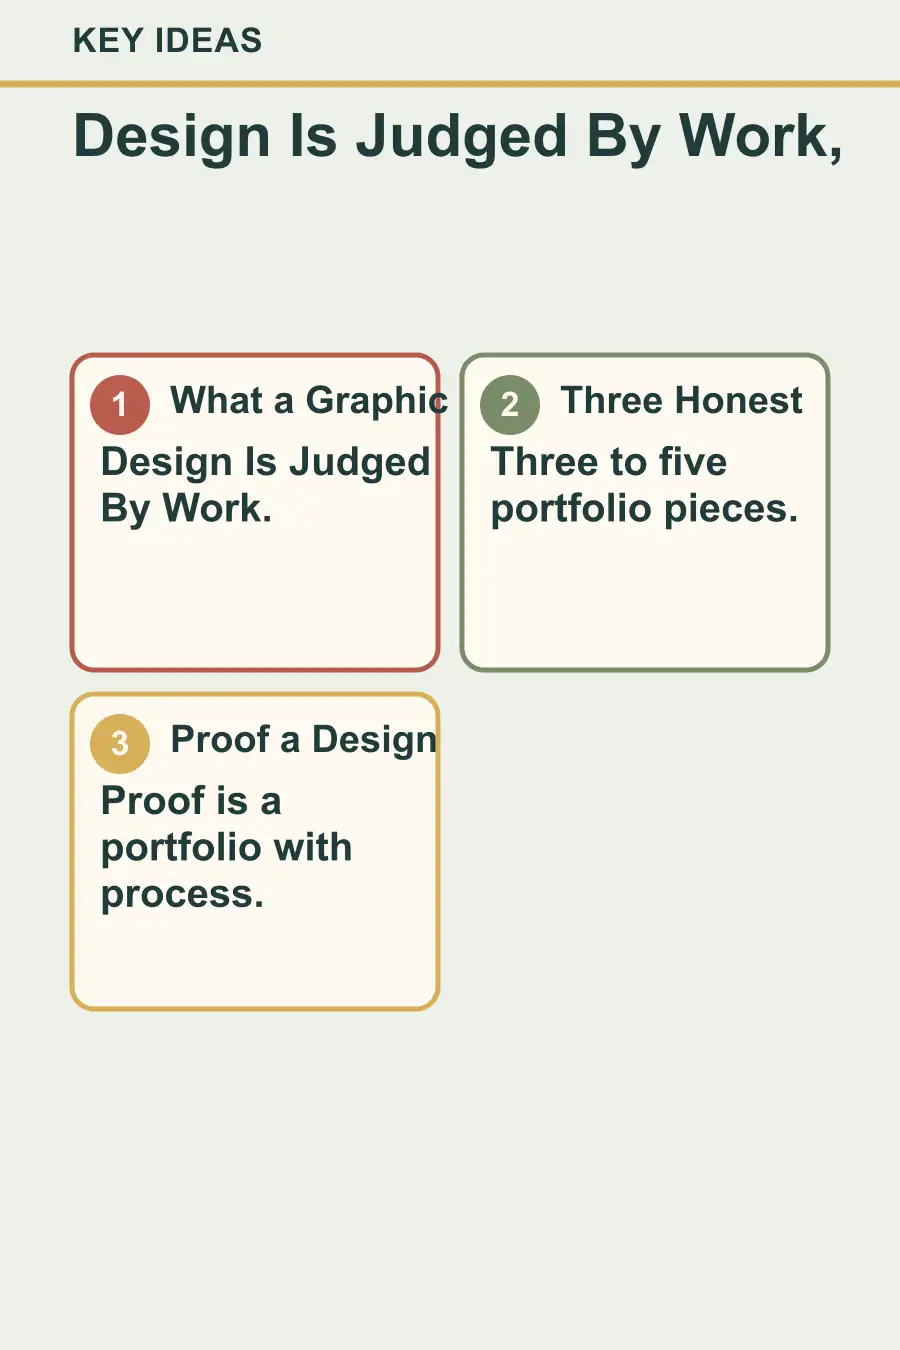 KEY IDEAS
Design Is Judged By Work,
1
What a Graphic
Design Is Judged
By Work.
2
Three Honest
Three to five
portfolio pieces.
3
Proof a Design
Proof is a
portfolio with
process.